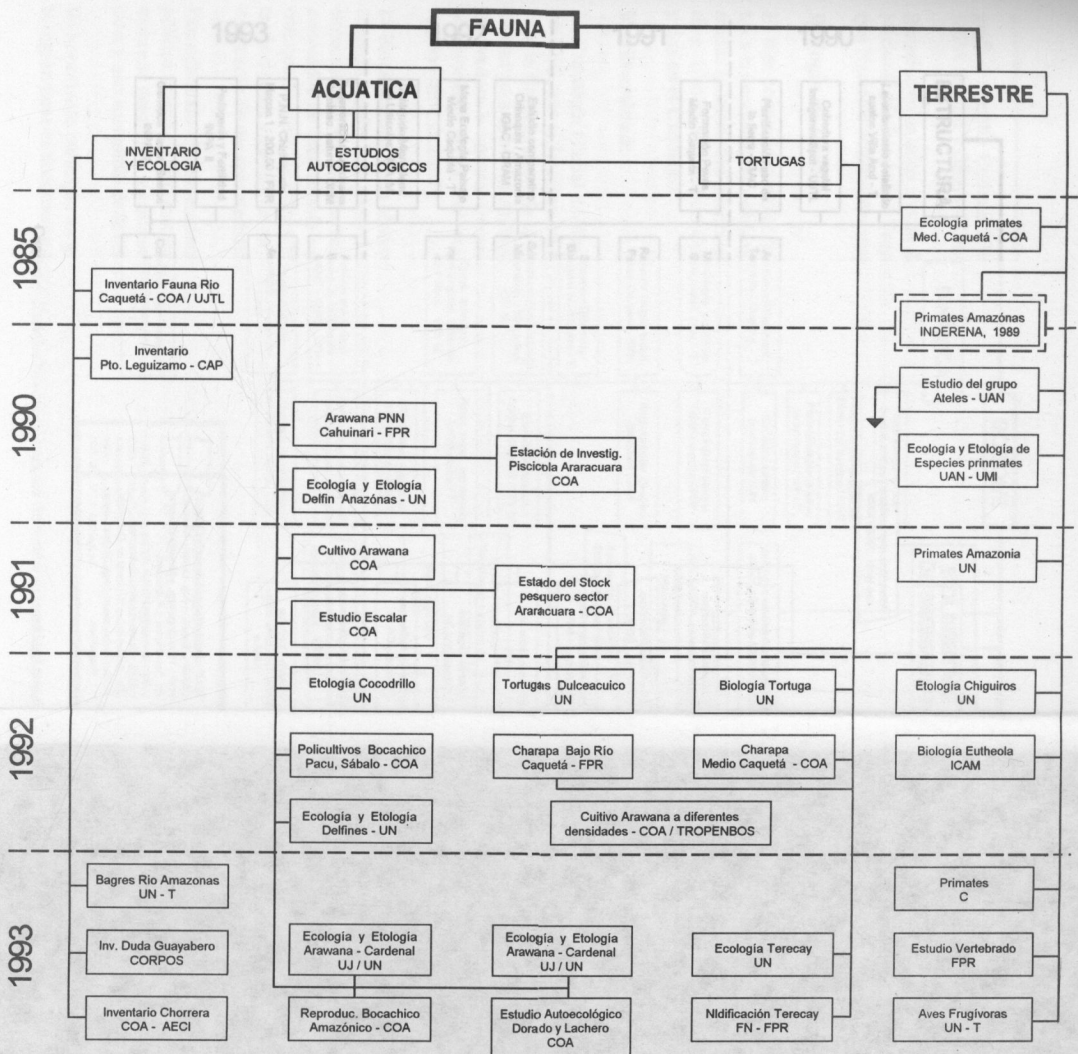 FAUNA
ACUATICA
TERRESTRE
INVENTARIO
Y ECOLOGIA
ESTUDIOS
AUTOECOLOGICOS
TORTUGAS
1985
Ecología primates
Med. Caquetá - COA
Inventario Fauna Rio
Caquetá - COA / UJTL
Primates Amazónas
INDERENA, 1989
1990
Inventario
Pto. Leguizamo - CAP
Estudio del grupo
Ateles - UAN
Arawana PNN
Cahuinari - FPR
Estación de Investig.
Piscicola Araracuara
COA
Ecología y Etología de
Especies prinmates
UAN - UMI
Ecología y Etología
Delfin Amazónas - UN
1991
Cultivo Arawana
COA
Primates Amazonia
UN
Estado del Stock
pesquero sector
Araracuara - COA
Estudio Escalar
COA
1992
Etología Cocodrillo
UN
Tortugas Dulceacuico
UN
Biología Tortuga
UN
Etología Chiguiros
UN
Policultivos Bocachico
Pacu, Sábalo - COA
Charapa Bajo Río
Caquetá - FPR
Charapa
Medio Caquetá - COA
Biología Eutheola
ICAM
Ecología y Etología
Delfines - UN
Cuitivo Arawana a diferentes
densidades - COA / TROPENBOS
1993
Bagres Rio Amazonas
UN - T
Primates
C
Inv. Duda Guayabero
CORPOS
Ecología y Etología
Arawana - Cardenal
UJ / UN
Ecología y Etología
Arawana - Cardenal
UJ / UN
Ecología Terecay
UN
Estudio Vertebrado
FPR
Inventario Chorrera
COA - AECI
Reproduc. Bocachico
Amazónico - COA
Estudio Autoecológico
Dorado y Lachero
COA
NIdificación Terecay
FN - FPR
Aves Frugívoras
UN - T